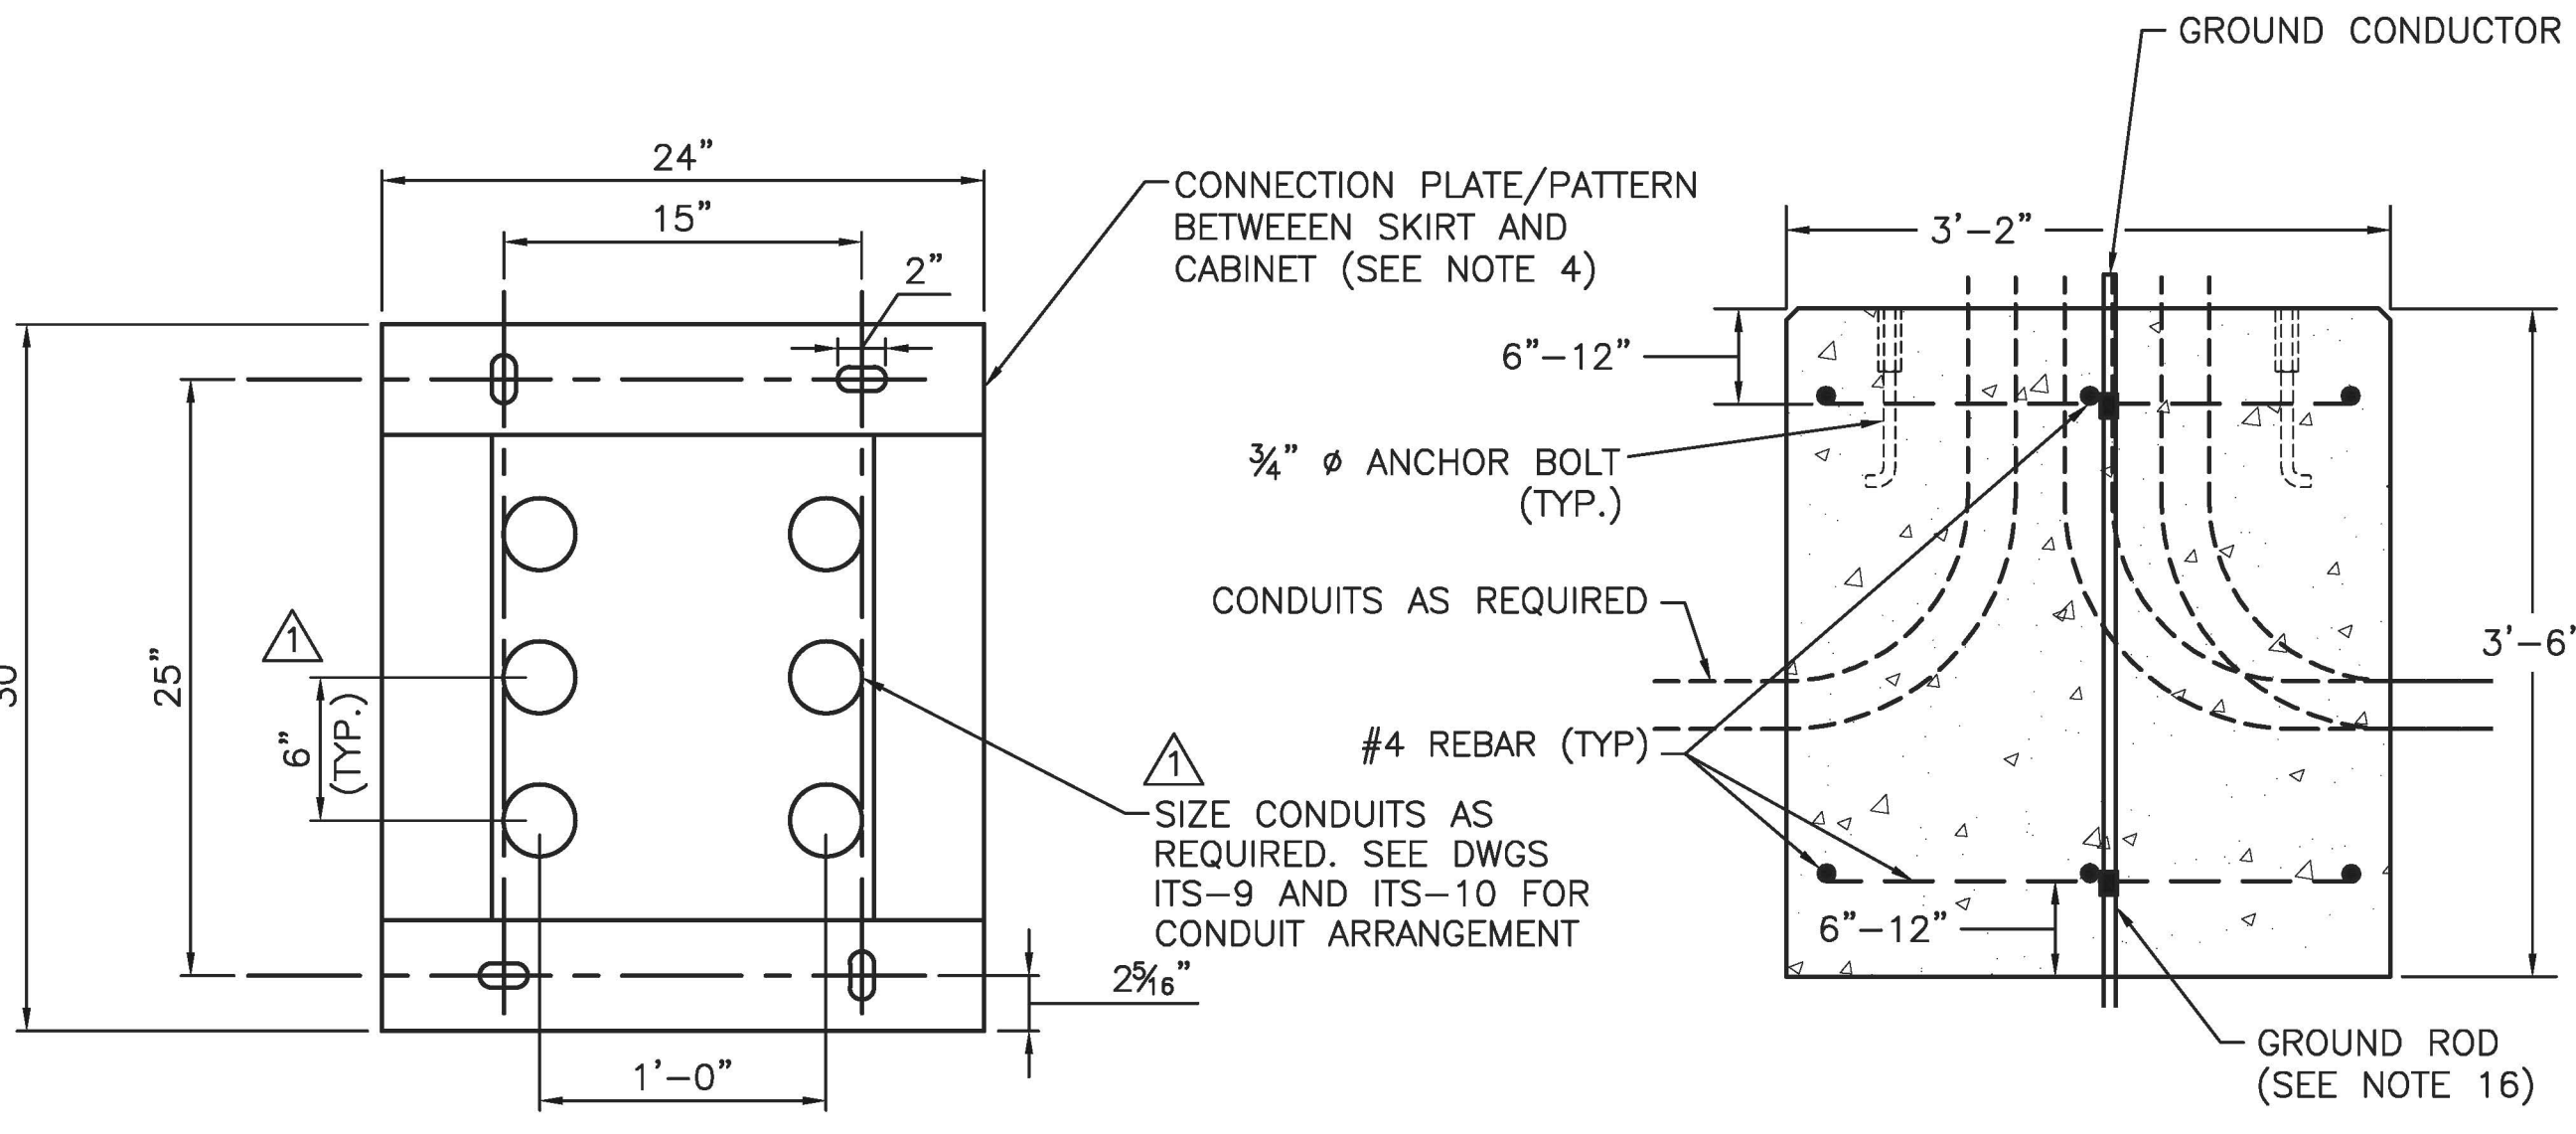 24”
15”
2”
CONNECTION PLATE/PATTERN
BETWEEEN SKIRT AND
CABINET (SEE NOTE 4)
25”
1
6”
(TYP.)
1
SIZE CONDUITS AS
REQUIRED. SEE DWGS
ITS-9 AND ITS-10 FOR
CONDUIT ARRANGEMENT
2 5/16”
1’-0”
GROUND CONDUCTOR
3’-2”
6”-12”
3/4” ø ANCHOR BOLT
(TYP.)
CONDUITS AS REQUIRED
#4 REBAR (TYP)
3’-6”
6”-12”
GROUND ROD
(SEE NOTE 16)